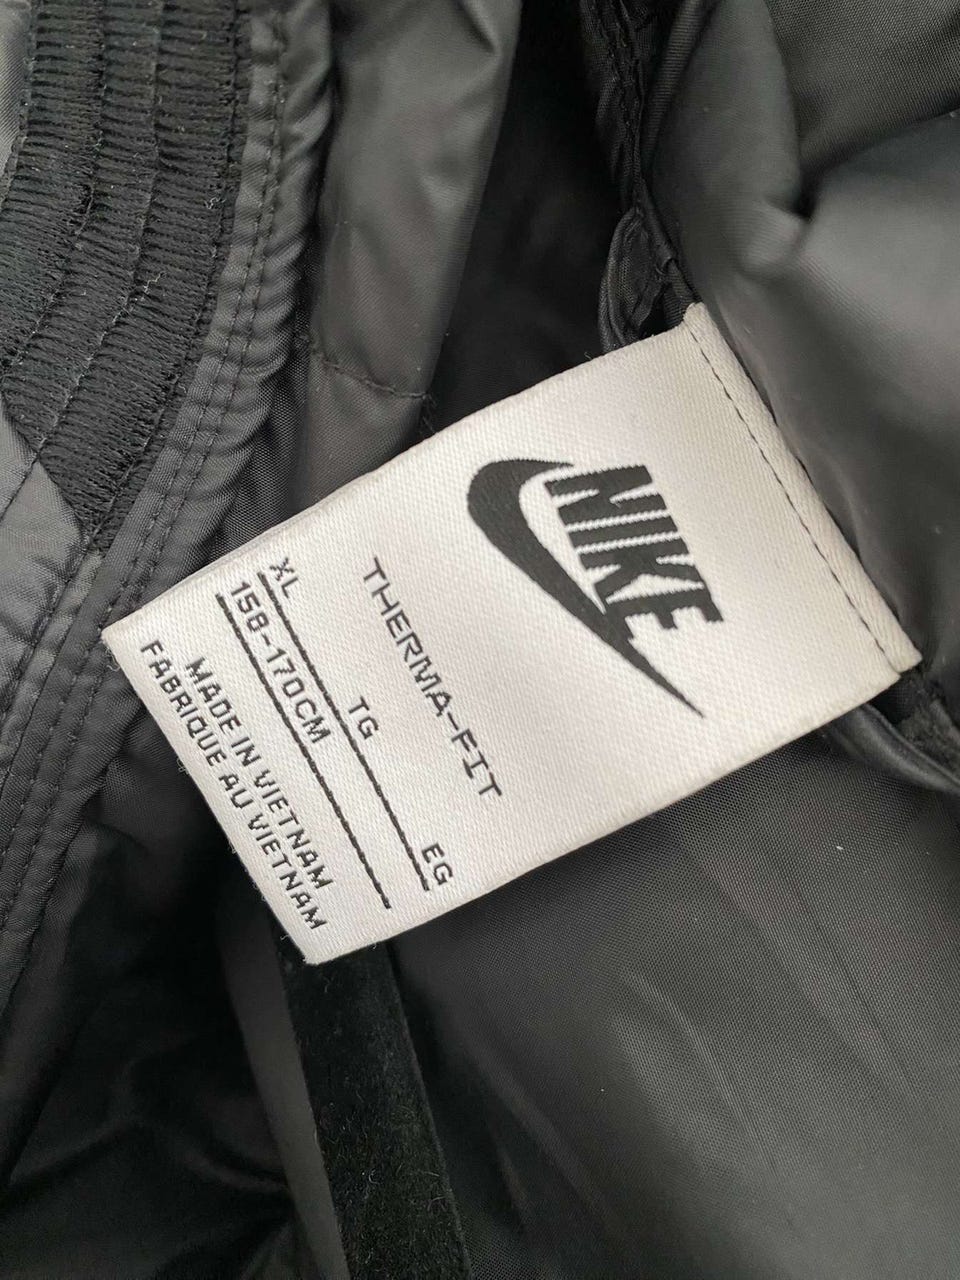 NIKE
THERMA-FIT
XL TG EG
158-170CM
MADE IN VIETNAM
FABRIQUE AU VIETNAM